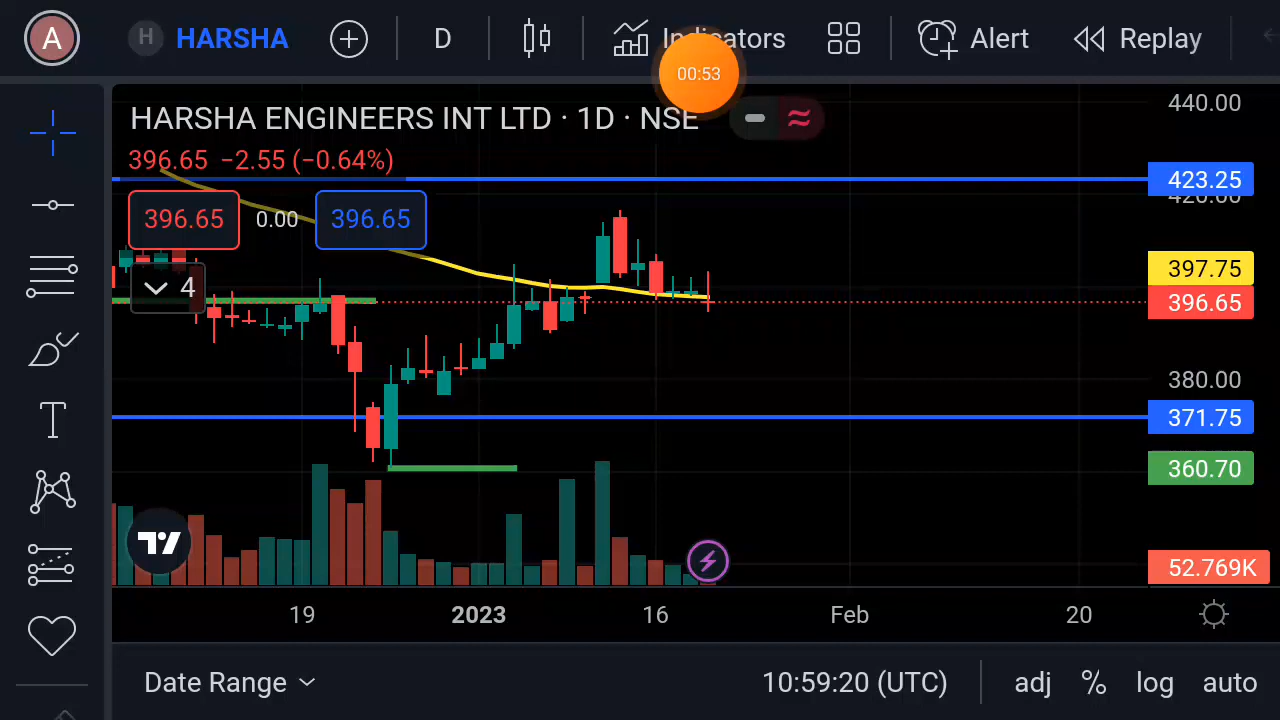 A H HARSHA D Indicators Alert Replay
00:53
HARSHA ENGINEERS INT LTD · 1D · NSE
440.00
396.65 −2.55 (−0.64%)
423.25
420.00
396.65 0.00 396.65
397.75
4
396.65
380.00
371.75
360.70
52.769K
19 2023 16 Feb 20
Date Range 10:59:20 (UTC) adj % log auto